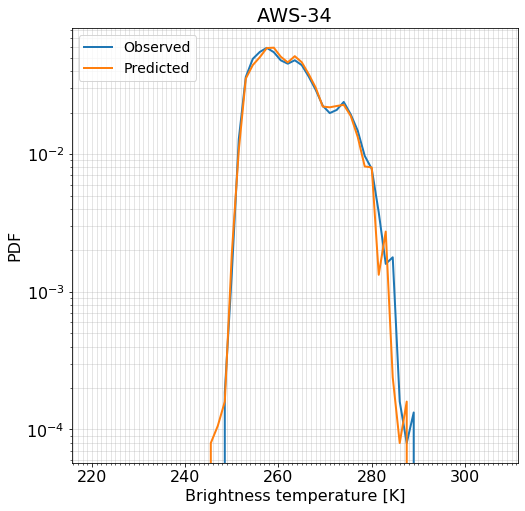 AWS-34
Observed
Predicted
10⁻²
10⁻³
10⁻⁴
PDF
220 240 260 280 300
Brightness temperature [K]